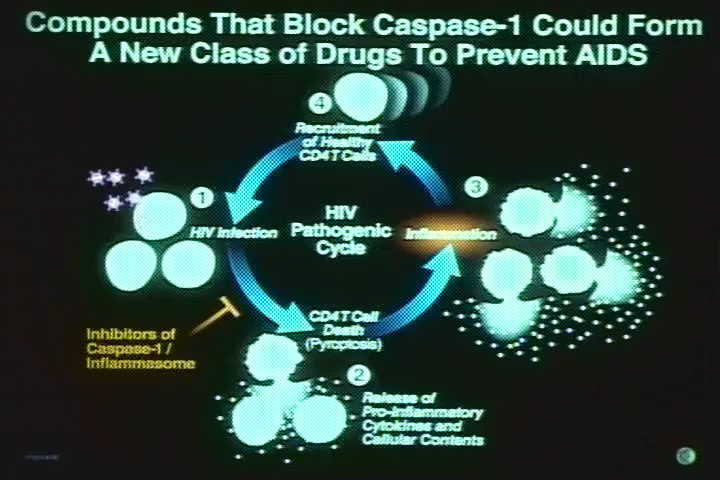 Compounds That Block Caspase-1 Could Form
A New Class of Drugs To Prevent AIDS
4
Recruitment
of Healthy
CD4 T Cells
1
HIV Infection
HIV
Pathogenic
Cycle
3
Inflammation
Inhibitors of
Caspase-1 /
Inflammasome
CD4 T Cell
Death
(Pyroptosis)
2
Release of
Pro-Inflammatory
Cytokines and
Cellular Contents